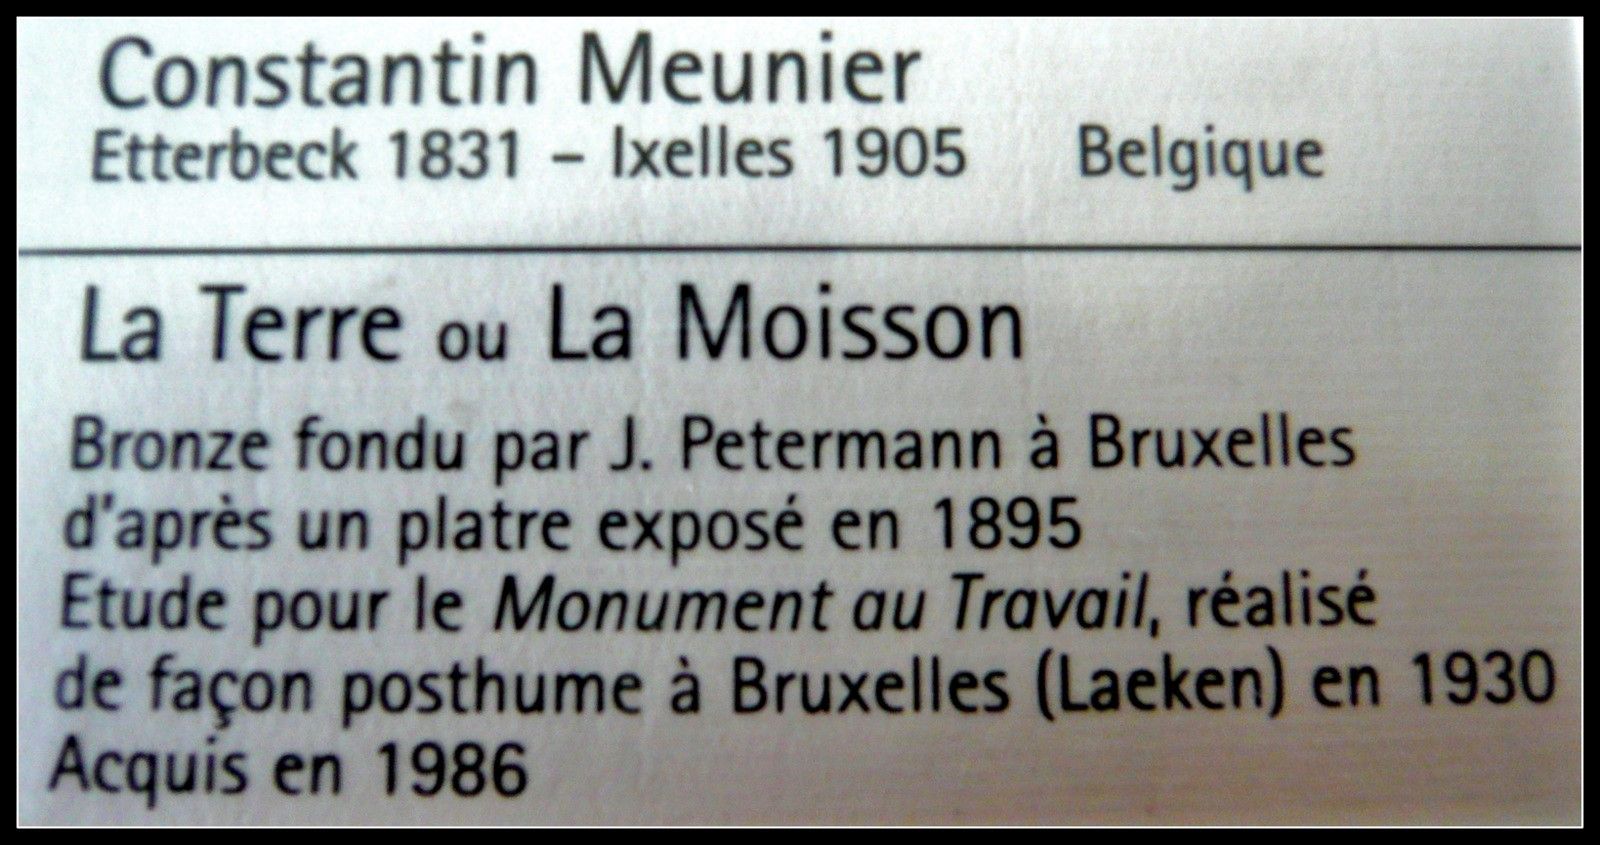 Constantin Meunier
Etterbeck 1831 – Ixelles 1905 Belgique
La Terre ou La Moisson
Bronze fondu par J. Petermann à Bruxelles
d'après un platre exposé en 1895
Etude pour le Monument au Travail, réalisé
de façon posthume à Bruxelles (Laeken) en 1930
Acquis en 1986